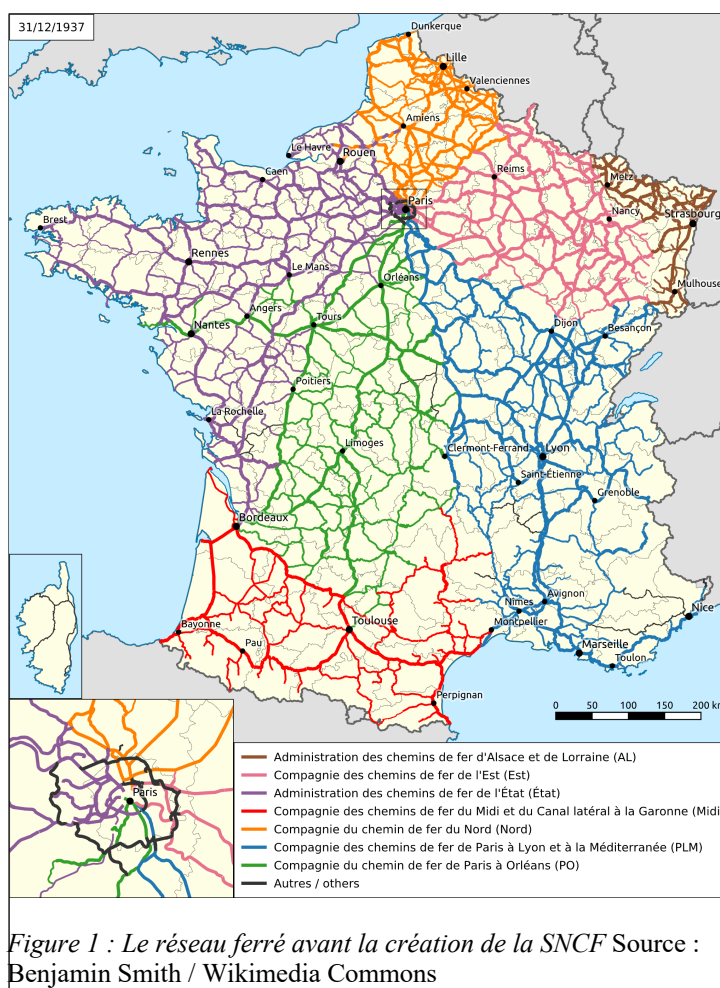 31/12/1937
Dunkerque
Lille
Valenciennes
Amiens
Le Havre
Rouen
Caen
Reims
Metz
Paris
Nancy
Strasbourg
Brest
Rennes
Le Mans
Orléans
Mulhouse
Angers
Tours
Nantes
Dijon
Besançon
Poitiers
La Rochelle
Limoges
Clermont-Ferrand
Lyon
Saint-Étienne
Grenoble
Bordeaux
Avignon
Nîmes
Nice
Bayonne
Toulouse
Montpellier
Pau
Marseille
Toulon
Perpignan
0 50 100 150 200 km
Paris
Administration des chemins de fer d'Alsace et de Lorraine (AL)
Compagnie des chemins de fer de l'Est (Est)
Administration des chemins de fer de l'État (État)
Compagnie des chemins de fer du Midi et du Canal latéral à la Garonne (Midi
Compagnie du chemin de fer du Nord (Nord)
Compagnie des chemins de fer de Paris à Lyon et à la Méditerranée (PLM)
Compagnie du chemin de fer de Paris à Orléans (PO)
Autres / others
Figure 1 : Le réseau ferré avant la création de la SNCF Source :
Benjamin Smith / Wikimedia Commons